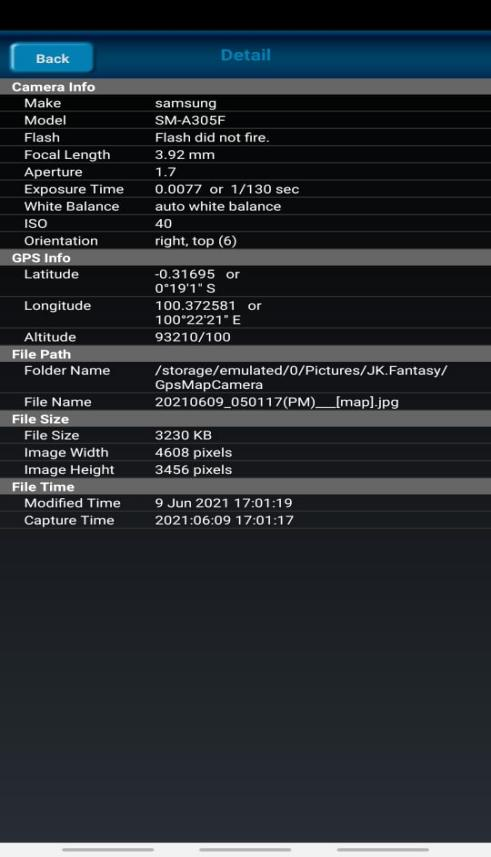 Back
Detail
Camera Info
Make samsung
Model SM-A305F
Flash Flash did not fire.
Focal Length 3.92 mm
Aperture 1.7
Exposure Time 0.0077 or 1/130 sec
White Balance auto white balance
ISO 40
Orientation right, top (6)
GPS Info
Latitude -0.31695 or
0°19'1" S
Longitude 100.372581 or
100°22'21" E
Altitude 93210/100
File Path
Folder Name /storage/emulated/0/Pictures/JK.Fantasy/
GpsMapCamera
File Name 20210609_050117(PM)___[map].jpg
File Size
File Size 3230 KB
Image Width 4608 pixels
Image Height 3456 pixels
File Time
Modified Time 9 Jun 2021 17:01:19
Capture Time 2021:06:09 17:01:17